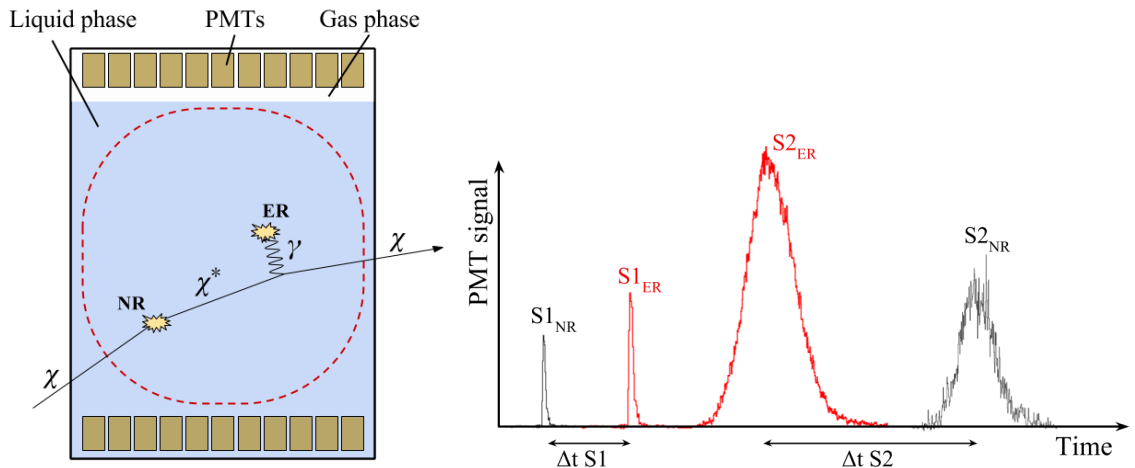 Liquid phase
PMTs
Gas phase
ER
γ
χ
χ*
NR
χ
PMT signal
S2ER
S1ER
S1NR
S2NR
Δt S1
Δt S2
Time